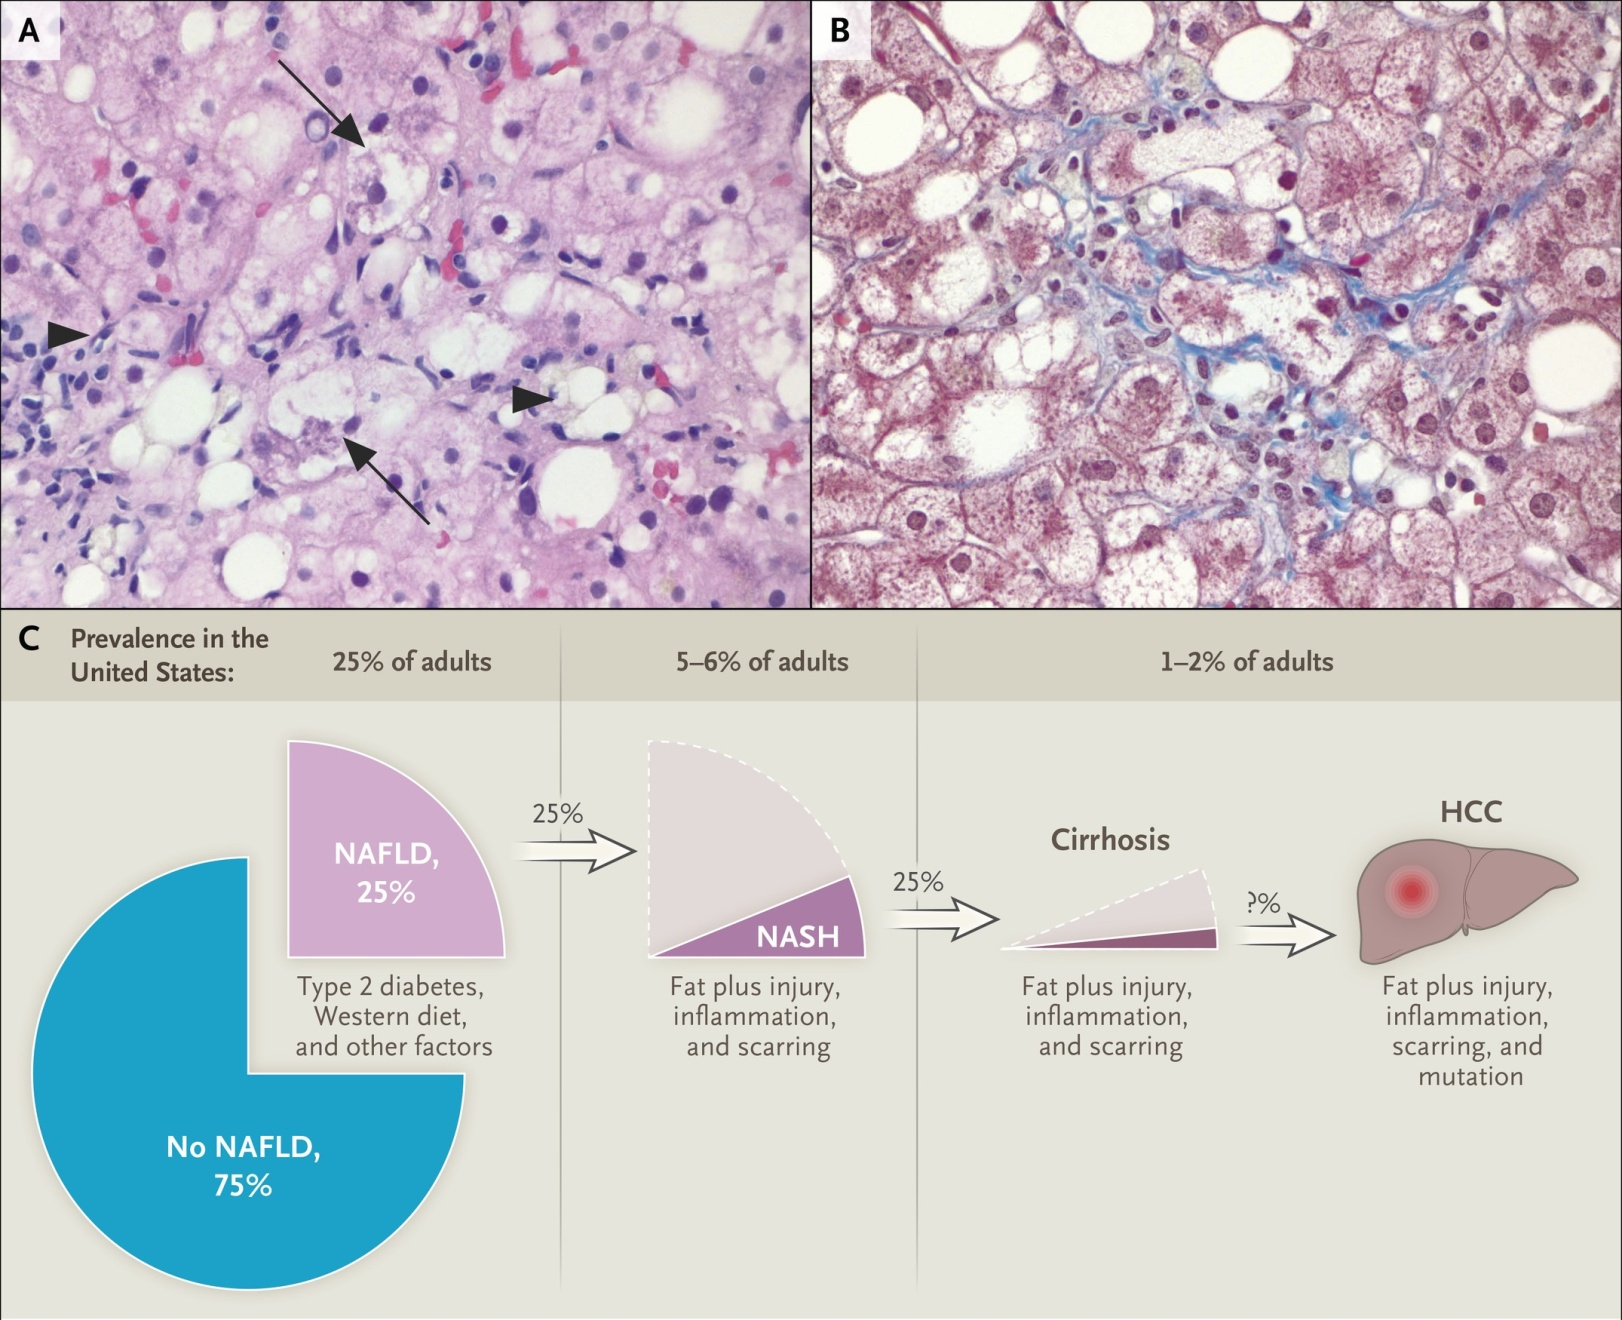 A
B
C
Prevalence in the
United States:
25% of adults
5–6% of adults
1–2% of adults
NAFLD,
25%
Type 2 diabetes,
Western diet,
and other factors
No NAFLD,
75%
25%
NASH
Fat plus injury,
inflammation,
and scarring
25%
Cirrhosis
Fat plus injury,
inflammation,
and scarring
?%
HCC
Fat plus injury,
inflammation,
scarring, and
mutation